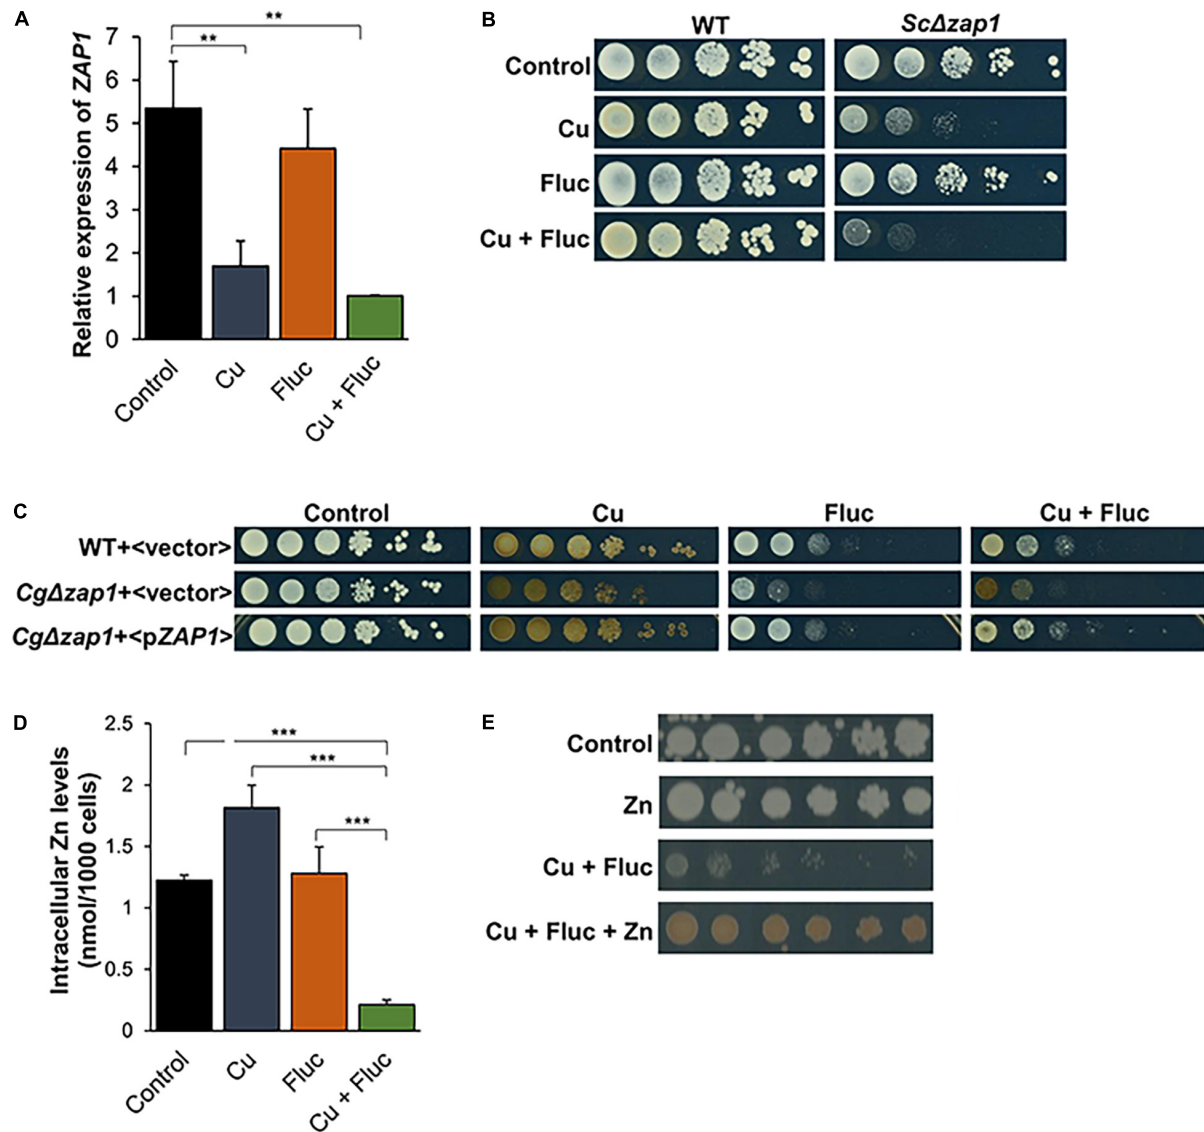 A
Relative expression of ZAP1
7
6
5
4
3
2
1
0
**
**
Control
Cu
Fluc
Cu + Fluc
B
WT
ScΔzap1
Control
Cu
Fluc
Cu + Fluc
C
Control
Cu
Fluc
Cu + Fluc
WT+<vector>
CgΔzap1+<vector>
CgΔzap1+<pZAP1>
D
Intracellular Zn levels
(nmol/1000 cells)
2.5
2
1.5
1
0.5
0
***
***
***
Control
Cu
Fluc
Cu + Fluc
E
Control
Zn
Cu + Fluc
Cu + Fluc + Zn